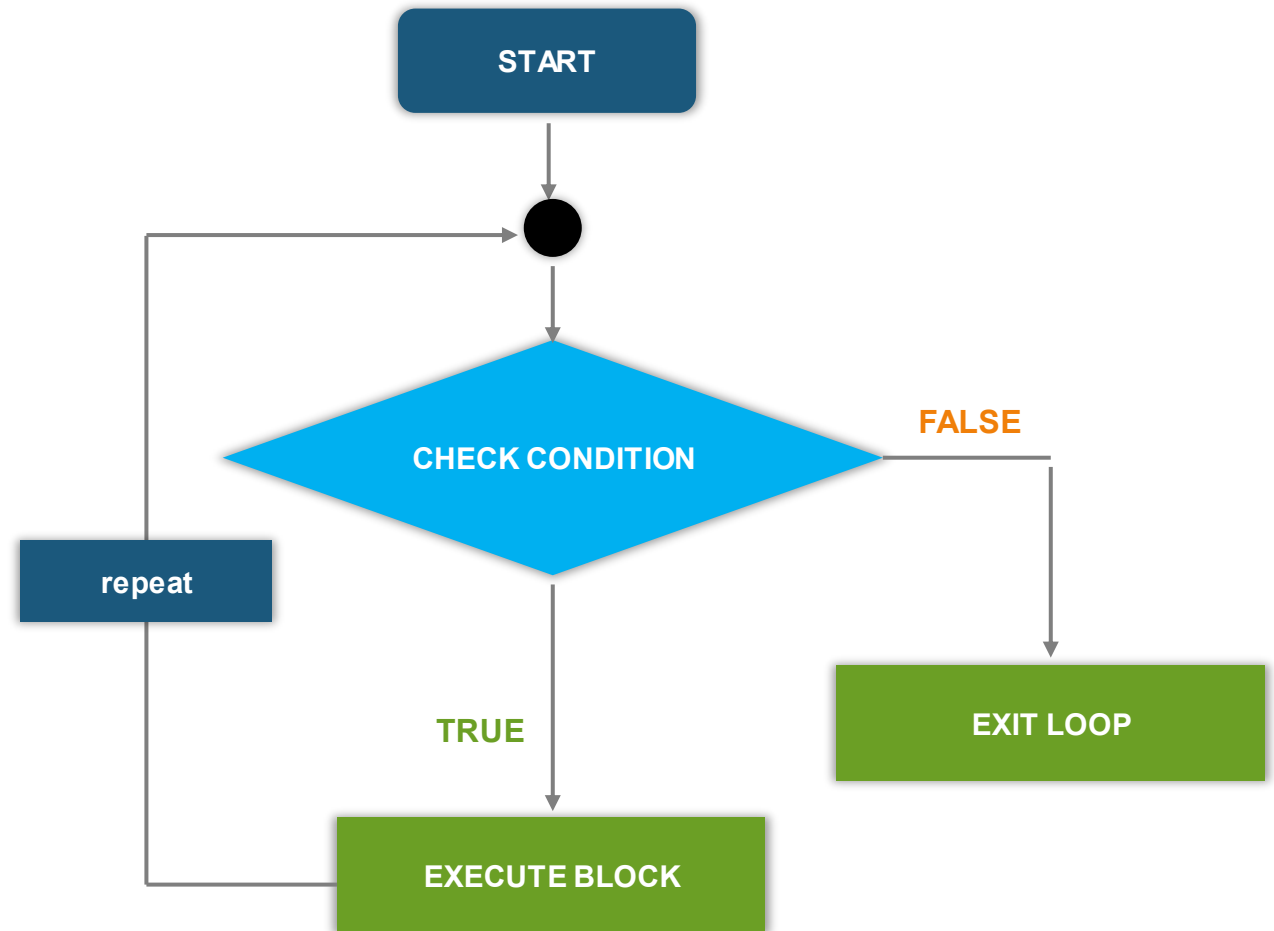 START
CHECK CONDITION
FALSE
repeat
TRUE
EXIT LOOP
EXECUTE BLOCK